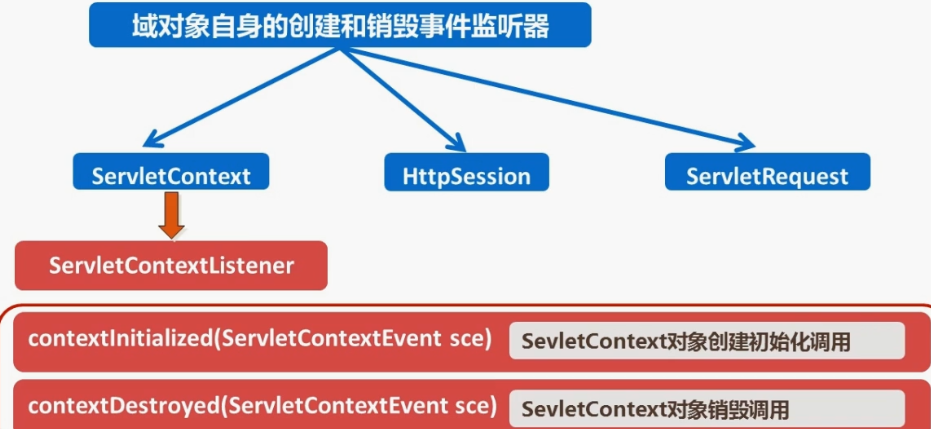 域对象自身的创建和销毁事件监听器
ServletContext
HttpSession
ServletRequest
ServletContextListener
contextInitialized(ServletContextEvent sce)
SevletContext对象创建初始化调用
contextDestroyed(ServletContextEvent sce)
SevletContext对象销毁调用